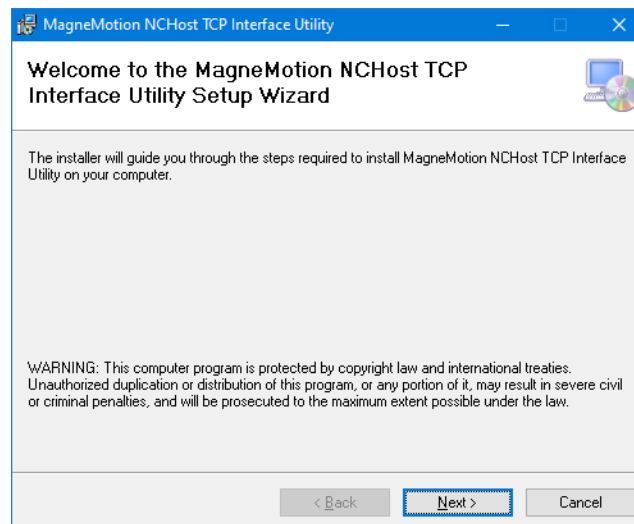 MagneMotion NCHost TCP Interface Utility
Welcome to the MagneMotion NCHost TCP
Interface Utility Setup Wizard
The installer will guide you through the steps required to install MagneMotion NCHost TCP Interface
Utility on your computer.
WARNING: This computer program is protected by copyright law and international treaties.
Unauthorized duplication or distribution of this program, or any portion of it, may result in severe civil
or criminal penalties, and will be prosecuted to the maximum extent possible under the law.
< Back Next > Cancel